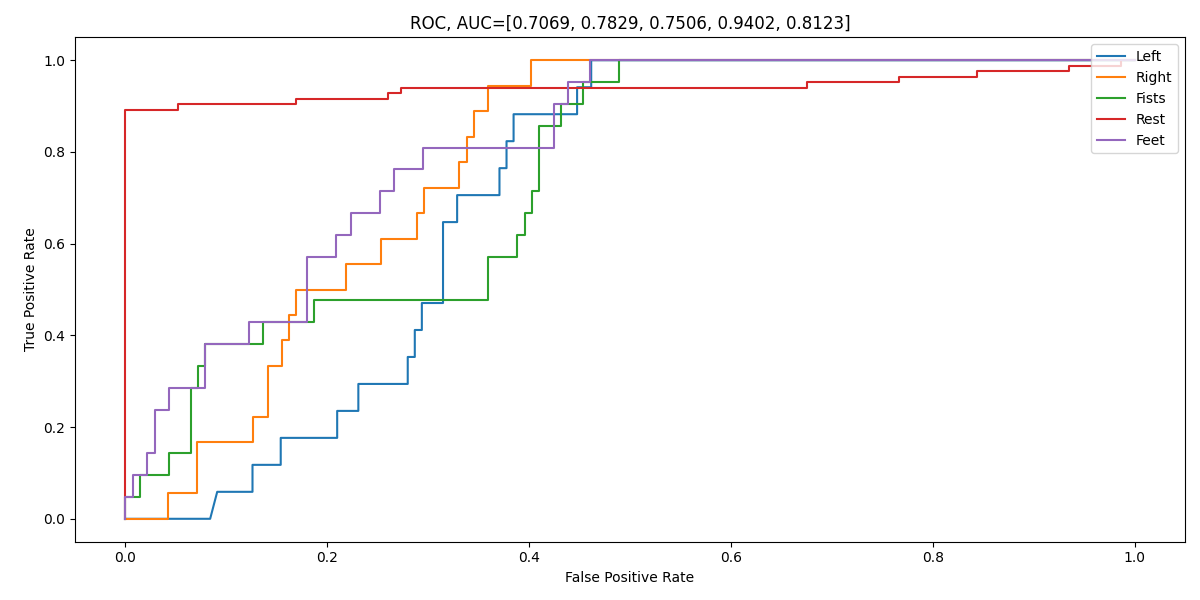 ROC, AUC=[0.7069, 0.7829, 0.7506, 0.9402, 0.8123]
1.0
0.8
0.6
0.4
0.2
0.0
True Positive Rate
Left
Right
Fists
Rest
Feet
0.0 0.2 0.4 0.6 0.8 1.0
False Positive Rate